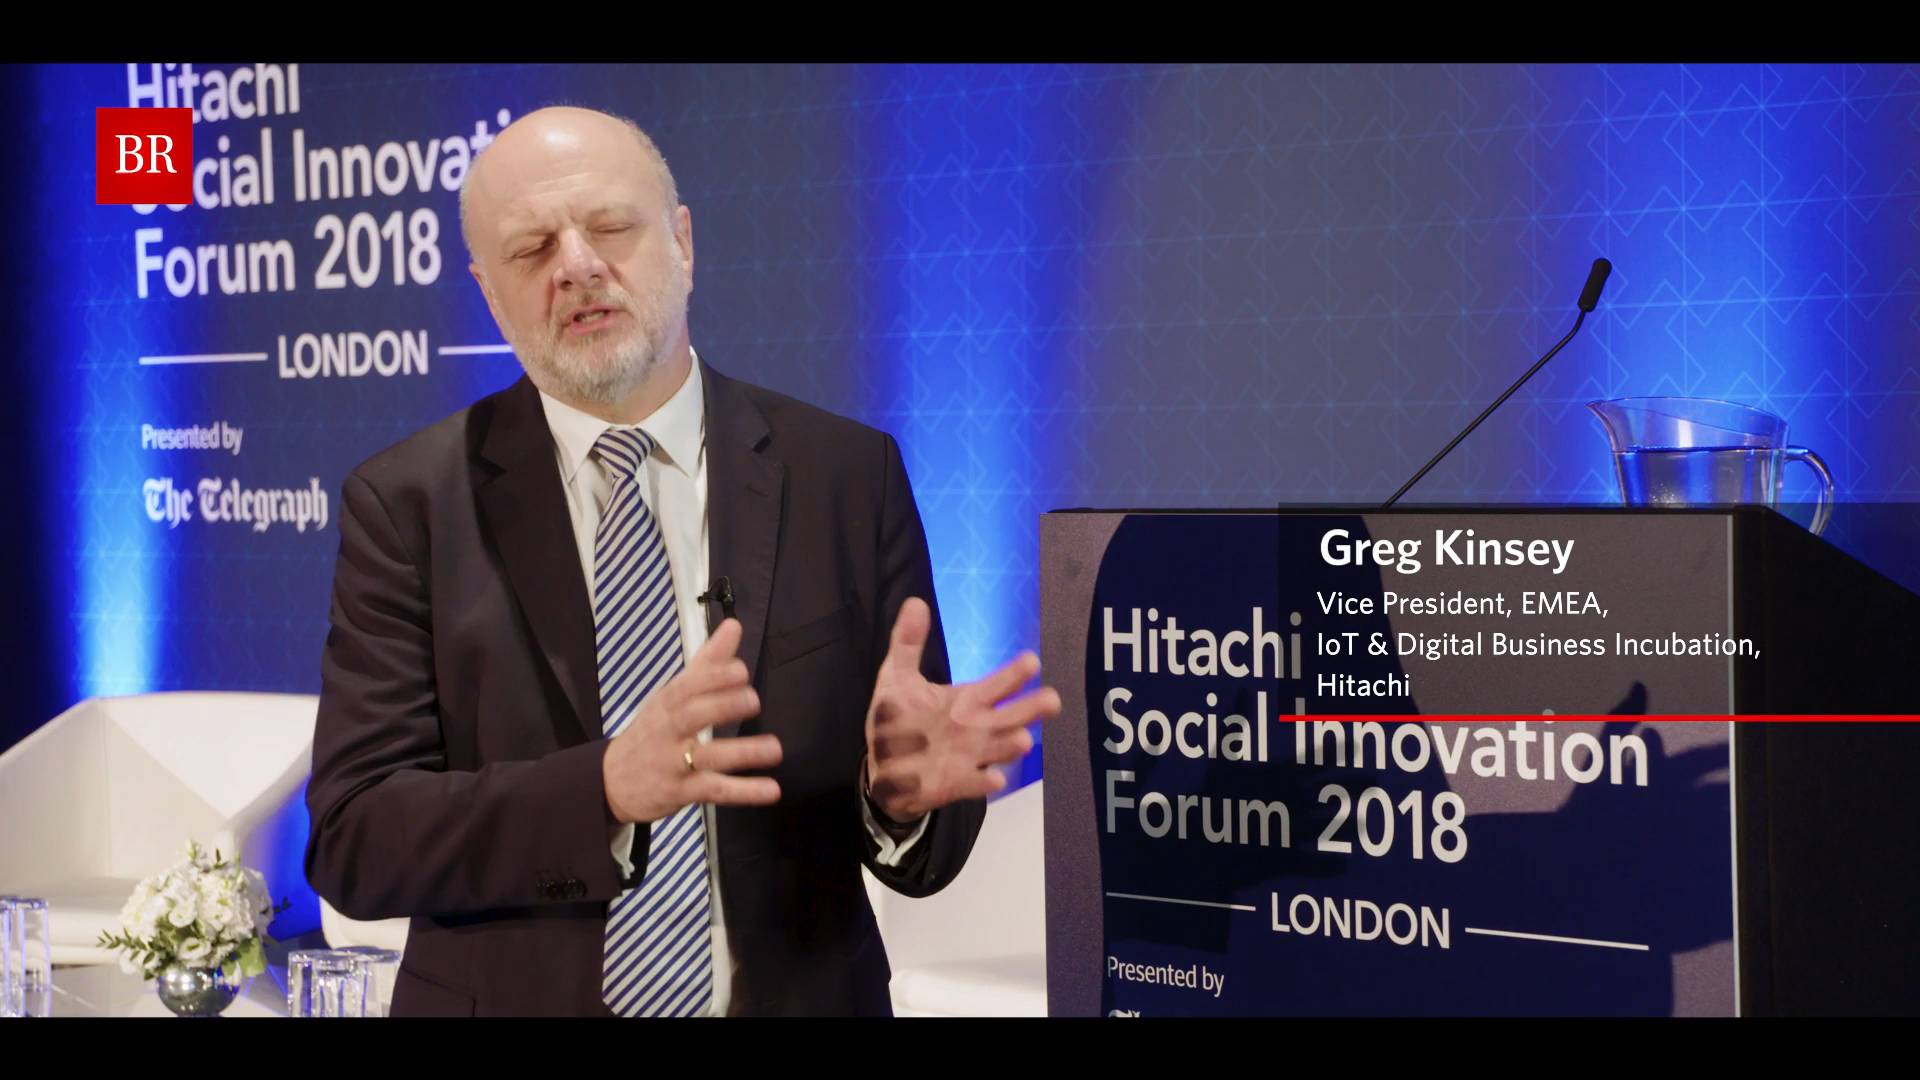 Hitachi
BR
cial Innovati
Forum 2018
LONDON
Presented by
The Telegraph
Greg Kinsey
Vice President, EMEA,
IoT & Digital Business Incubation,
Hitachi
Hitachi
Social Innovation
Forum 2018
LONDON
Presented by